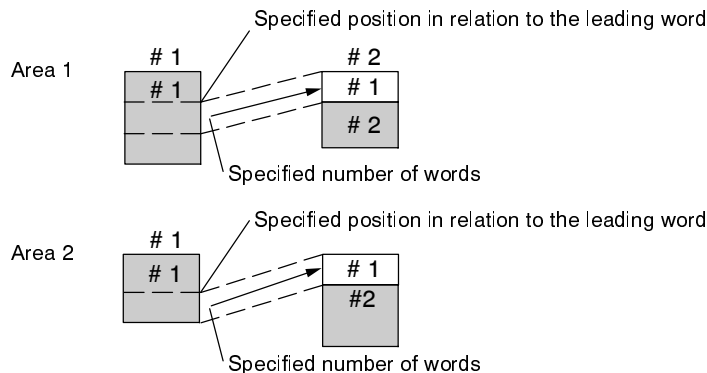 Specified position in relation to the leading word
# 1
# 2
Area 1
# 1
# 1
# 2
Specified number of words
Specified position in relation to the leading word
# 1
Area 2
# 1
# 1
#2
Specified number of words